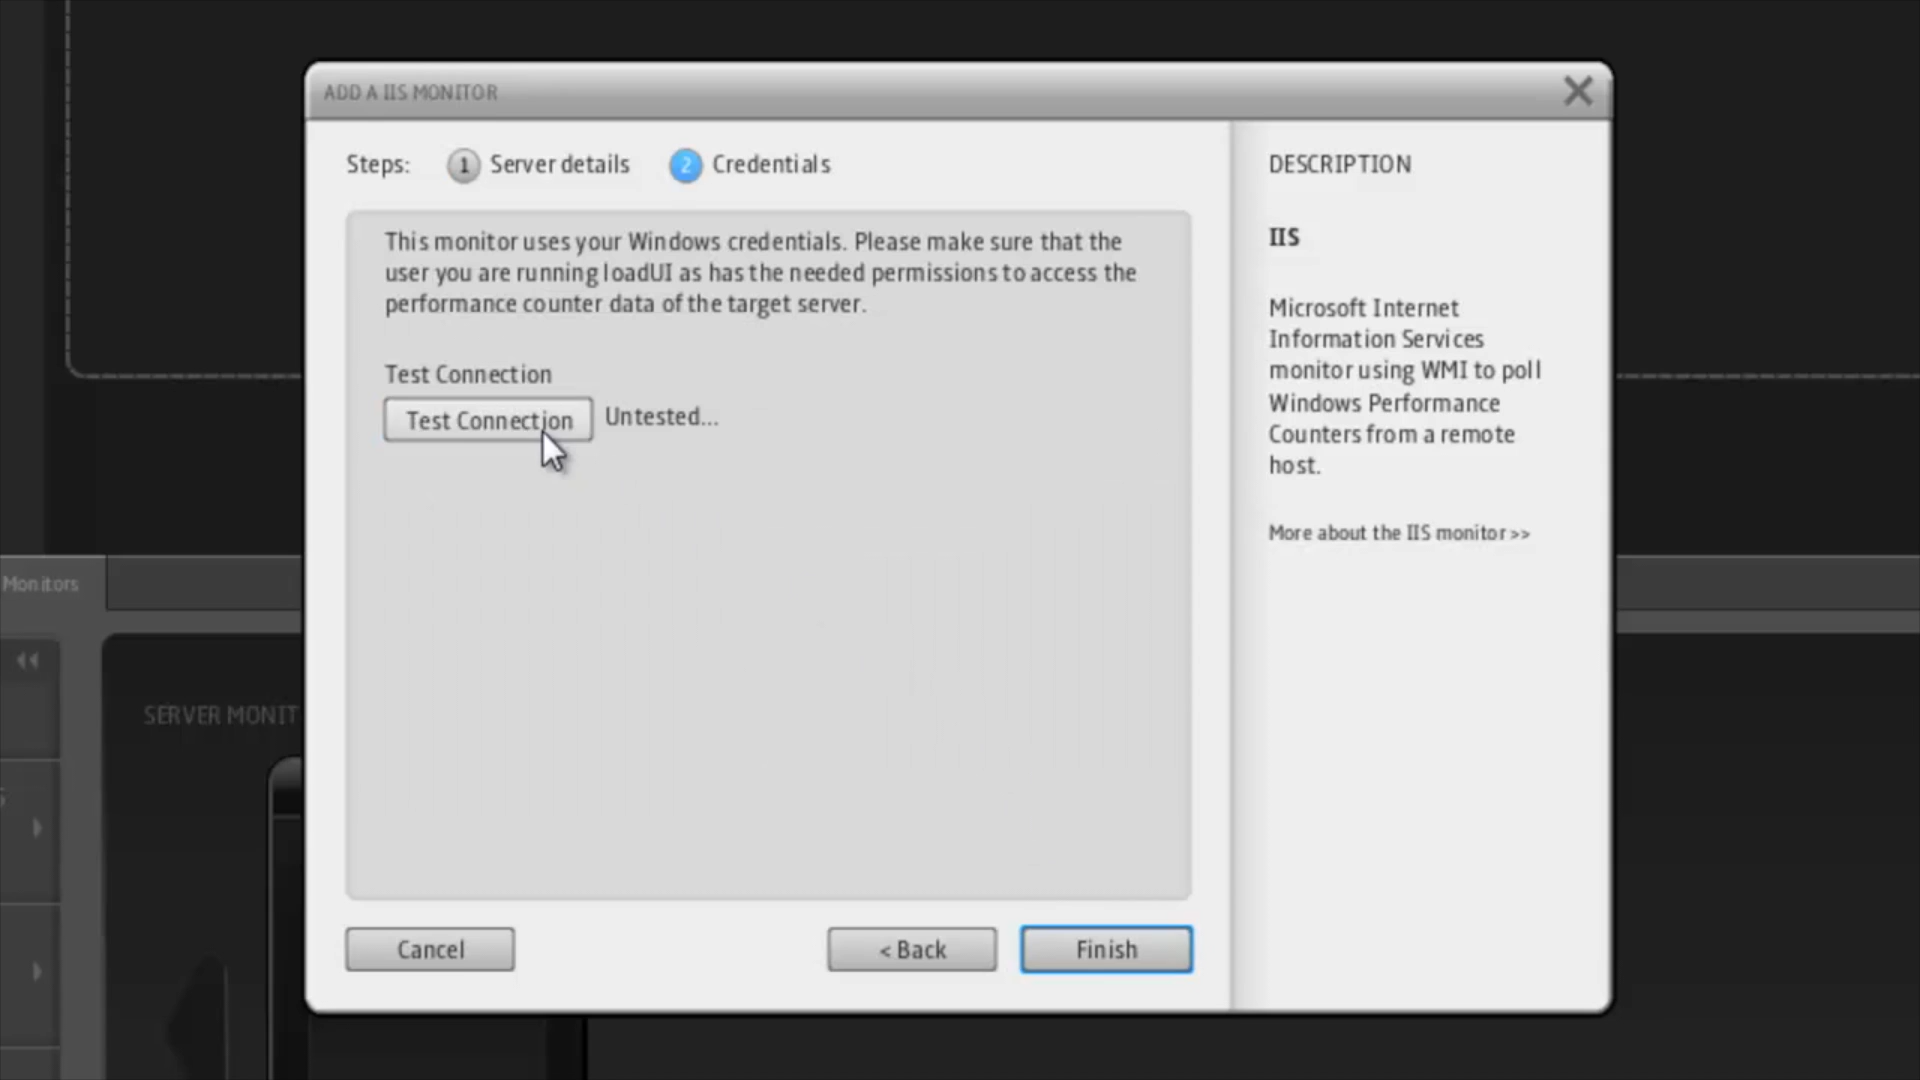 ADD A IIS MONITOR
Steps: 1 Server details 2 Credentials
This monitor uses your Windows credentials. Please make sure that the
user you are running loadUI as has the needed permissions to access the
performance counter data of the target server.
Test Connection
Test Connection Untested...
Cancel
< Back
Finish
DESCRIPTION
IIS
Microsoft Internet
Information Services
monitor using WMI to poll
Windows Performance
Counters from a remote
host.
More about the IIS monitor >>
Monitors
SERVER MONIT